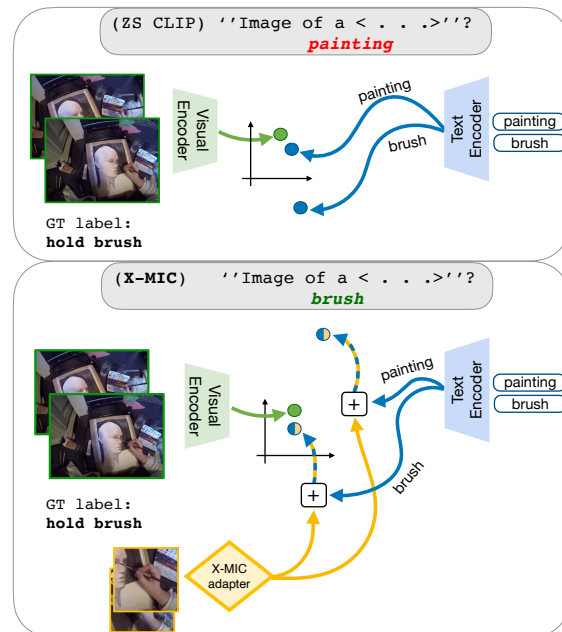 (ZS CLIP) ‘‘Image of a < . . .>’’?
painting
Visual
Encoder
painting
brush
Text
Encoder
painting
brush
GT label:
hold brush
(X-MIC) ‘‘Image of a < . . .>’’?
brush
Visual
Encoder
painting
brush
Text
Encoder
painting
brush
+
+
GT label:
hold brush
X-MIC
adapter